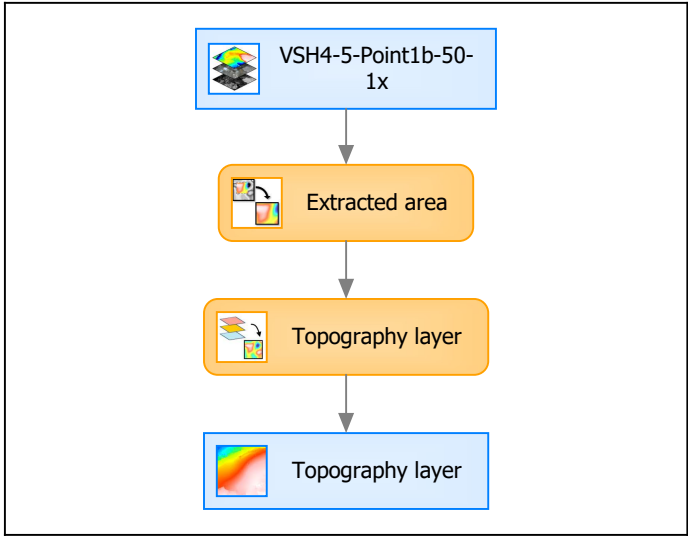 VSH4-5-Point1b-50-
1x
Extracted area
Topography layer
Topography layer